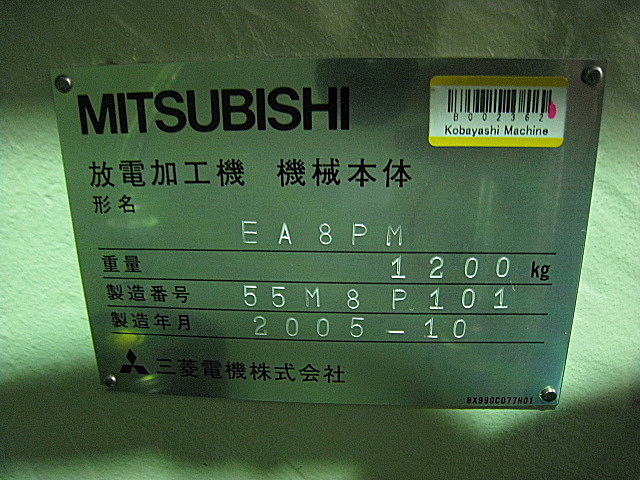 MITSUBISHI
B002362
Kobayashi Machine
放電加工機 機械本体
形名
EA8PM
重量 1200 kg
製造番号 55M8P101
製造年月 2005-10
三菱電機株式会社
BX990C077H01